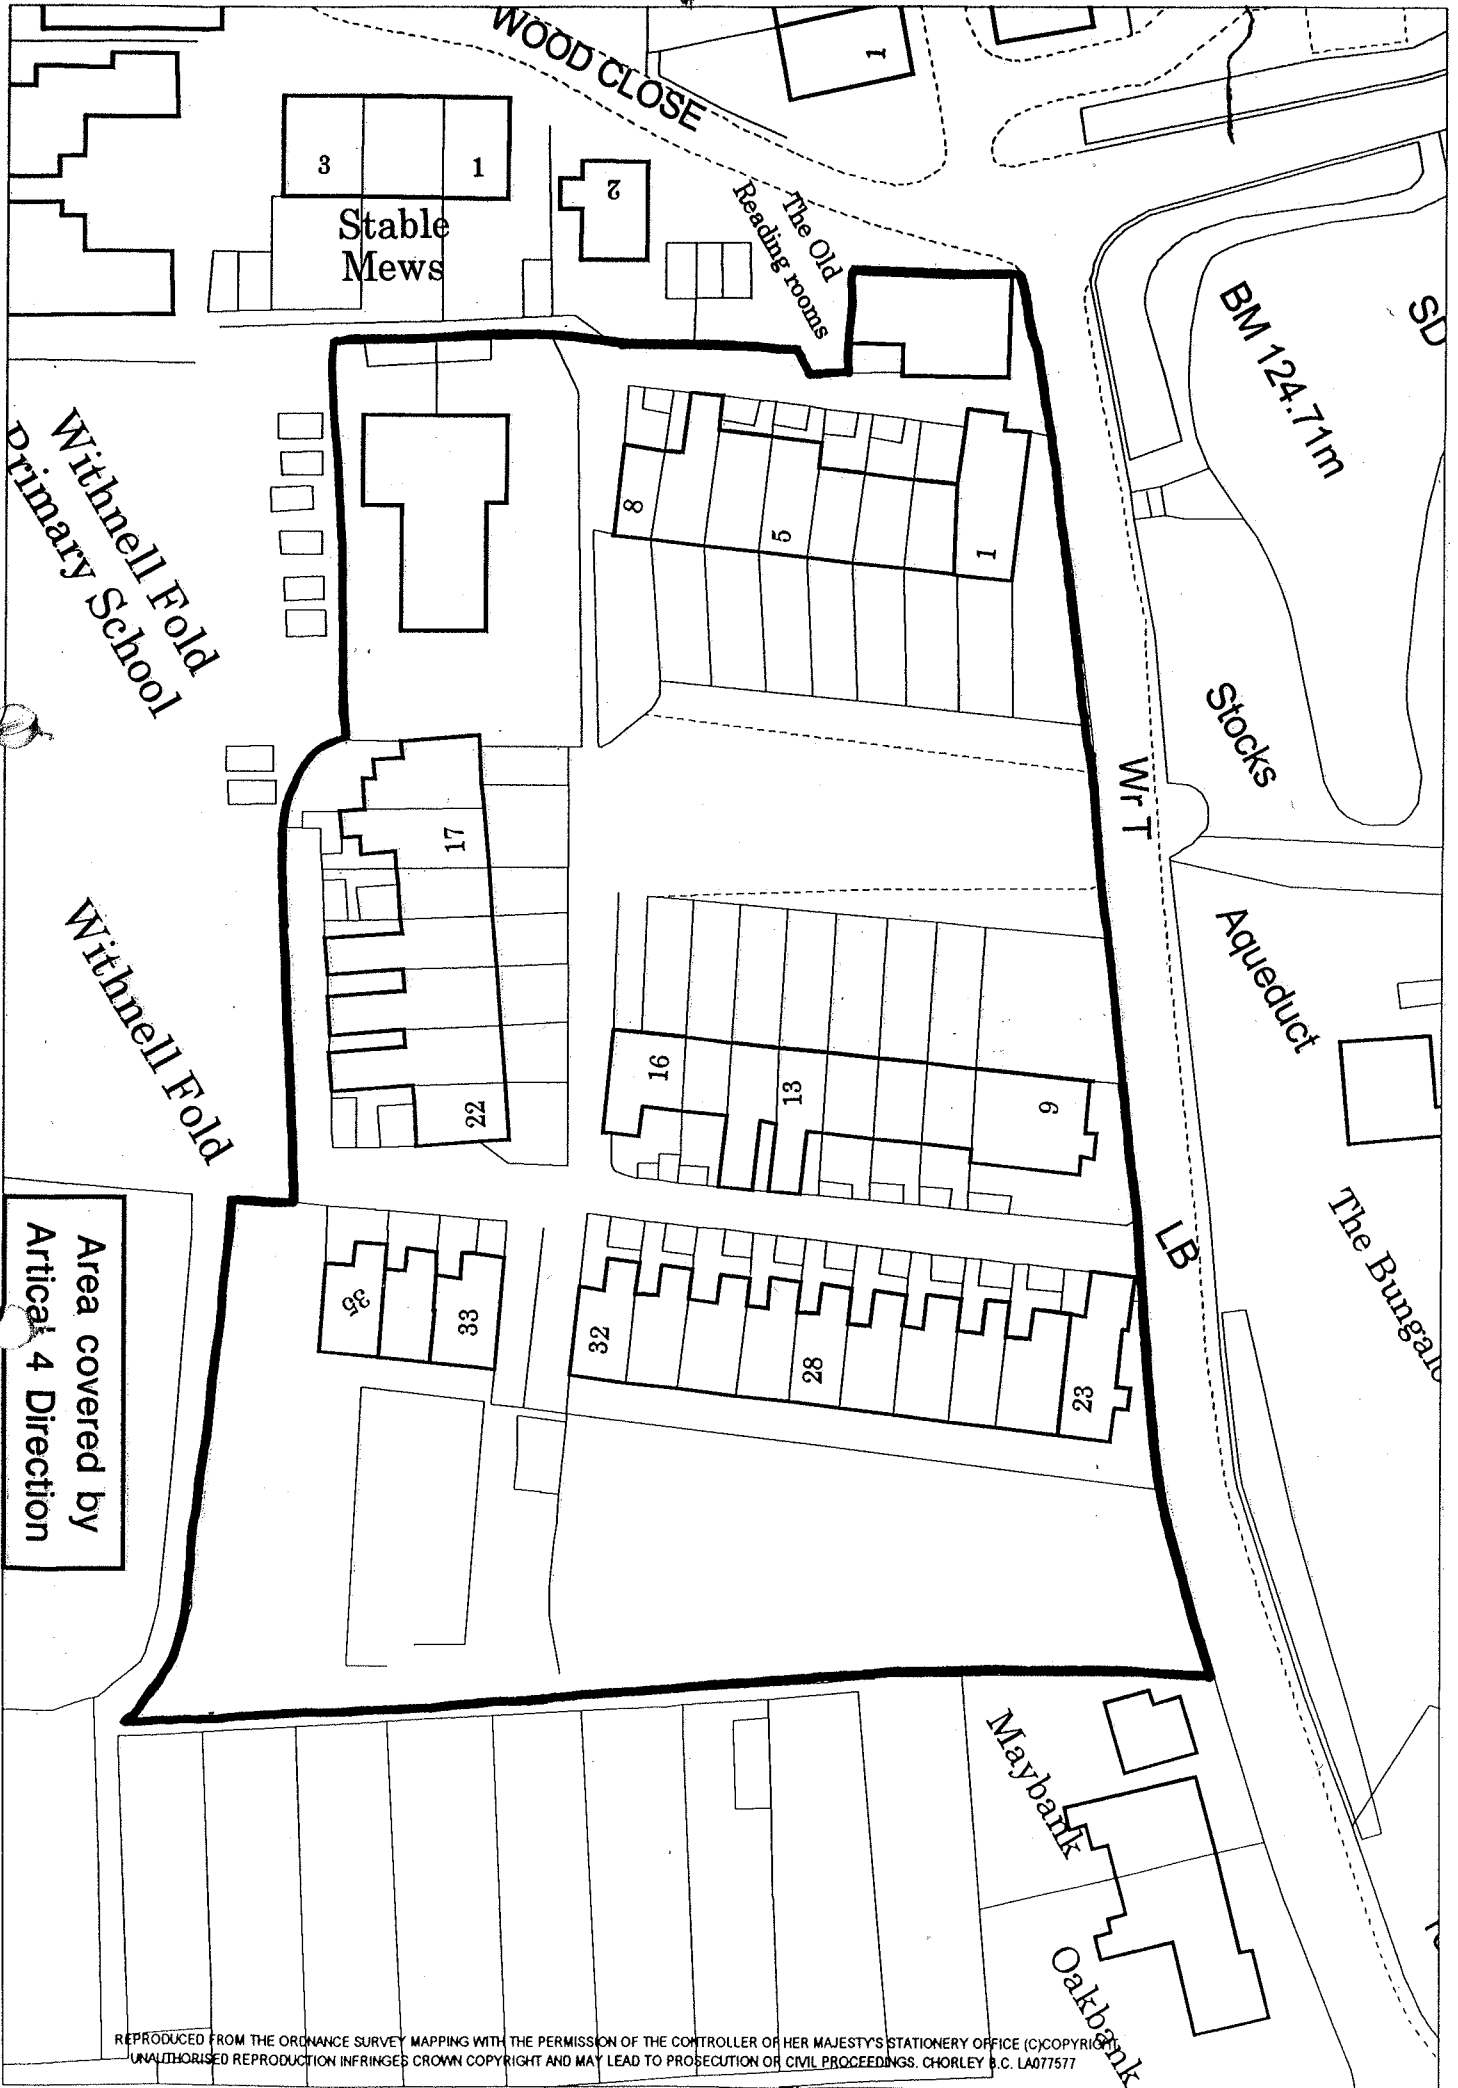 WOOD CLOSE
1
3
1
2
Stable
Mews
The Old
Reading rooms
SD
BM 124.71m
Withnell Fold
Primary School
8
5
1
Stocks
Wr T
17
Aqueduct
Withnell Fold
16
13
9
22
The Bungalo
LB
35
33
32
28
23
Area covered by
Artical 4 Direction
Maybank
Oakbank
REPRODUCED FROM THE ORDNANCE SURVEY MAPPING WITH THE PERMISSION OF THE CONTROLLER OF HER MAJESTY'S STATIONERY OFFICE (C)COPYRIGHT.
UNAUTHORISED REPRODUCTION INFRINGES CROWN COPYRIGHT AND MAY LEAD TO PROSECUTION OR CIVIL PROCEEDINGS. CHORLEY B.C. LA077577